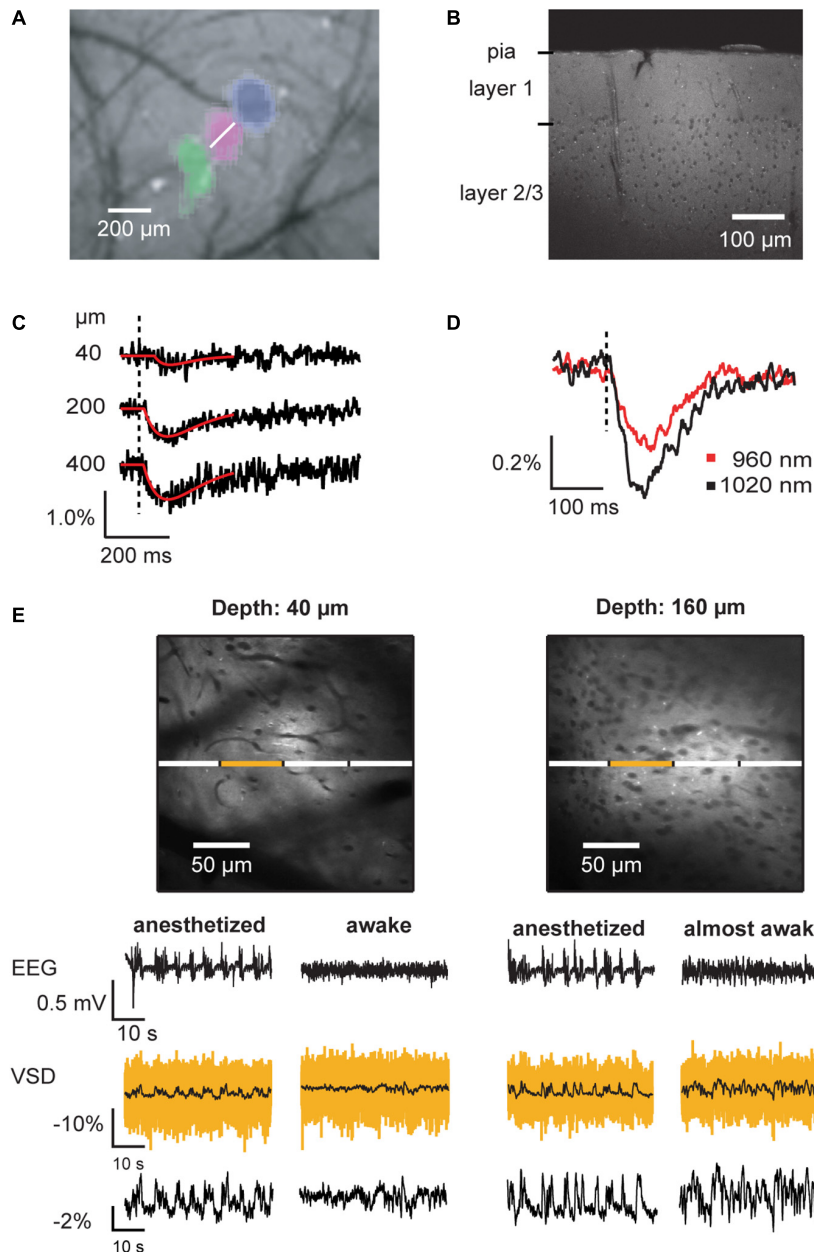 A
200 µm
B
pia
layer 1
layer 2/3
100 µm
C
µm
40
200
400
1.0%
200 ms
D
0.2%
100 ms
960 nm
1020 nm
E
Depth: 40 µm
Depth: 160 µm
50 µm
50 µm
anesthetized
awake
anesthetized
almost awak
EEG
0.5 mV
10 s
VSD
-10%
10 s
-2%
10 s